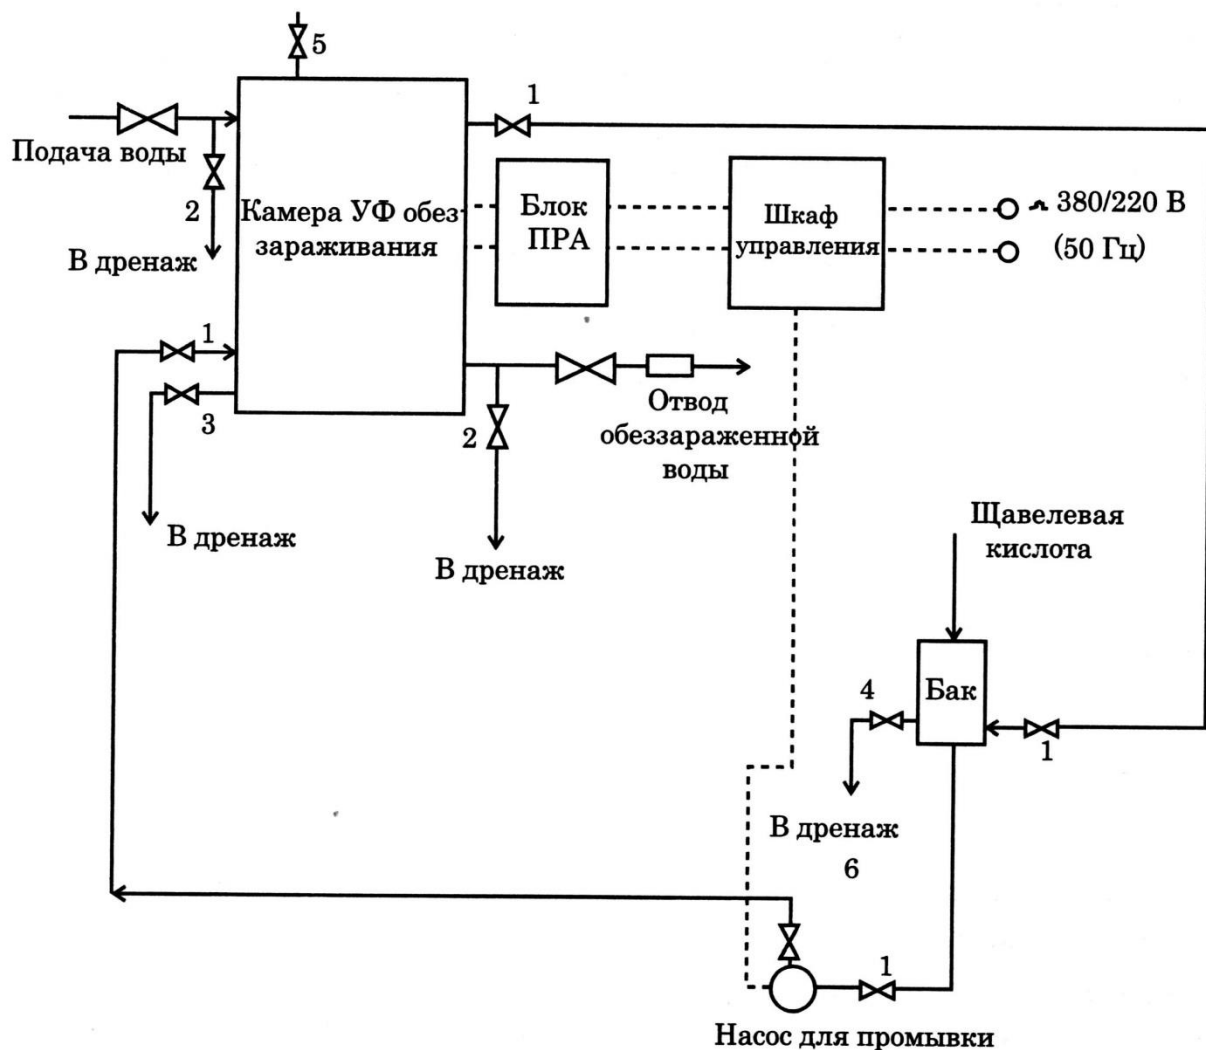 5
1
Подача воды
2
В дренаж
Камера УФ обез-
зараживания
Блок
ПРА
Шкаф
управления
380/220 В
(50 Гц)
1
3
В дренаж
2
В дренаж
Отвод
обеззараженной
воды
Щавелевая
кислота
Бак
4
1
В дренаж
6
1
Насос для промывки